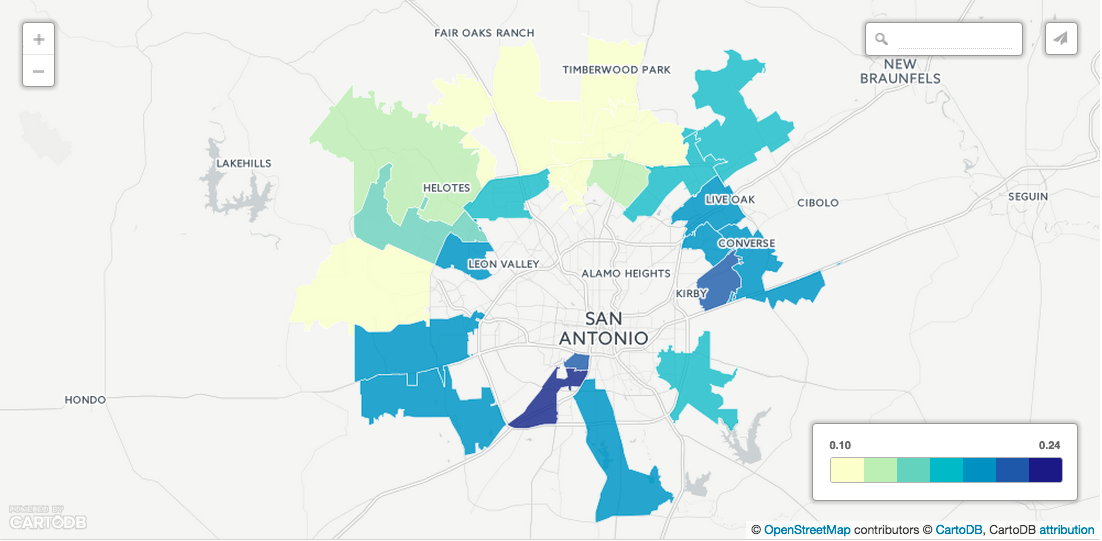 +
−
FAIR OAKS RANCH
TIMBERWOOD PARK
NEW
BRAUNFELS
LAKEHILLS
HELOTES
LIVE OAK
CIBOLO
SEGUIN
CONVERSE
LEON VALLEY
ALAMO HEIGHTS
KIRBY
SAN
ANTONIO
HONDO
0.10 0.24
POWERED BY
CARTODB
© OpenStreetMap contributors © CartoDB, CartoDB attribution